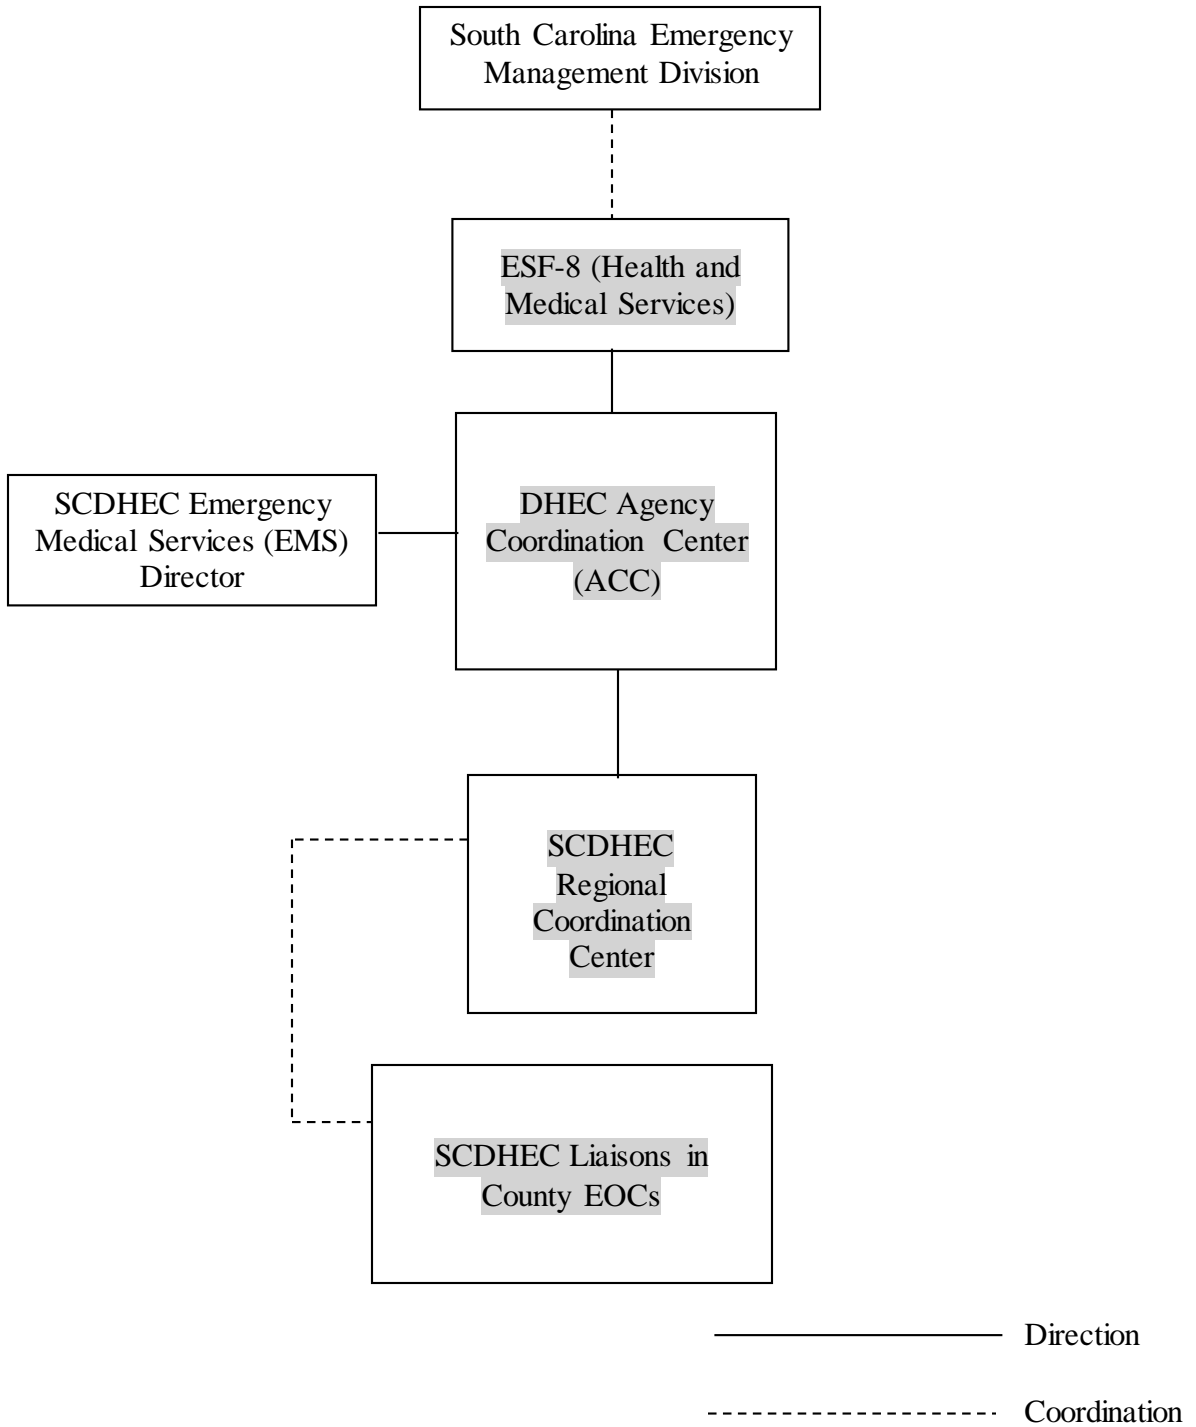 South Carolina Emergency
Management Division
ESF-8 (Health and
Medical Services)
SCDHEC Emergency
Medical Services (EMS)
Director
DHEC Agency
Coordination Center
(ACC)
SCDHEC
Regional
Coordination
Center
SCDHEC Liaisons in
County EOCs
Direction
Coordination